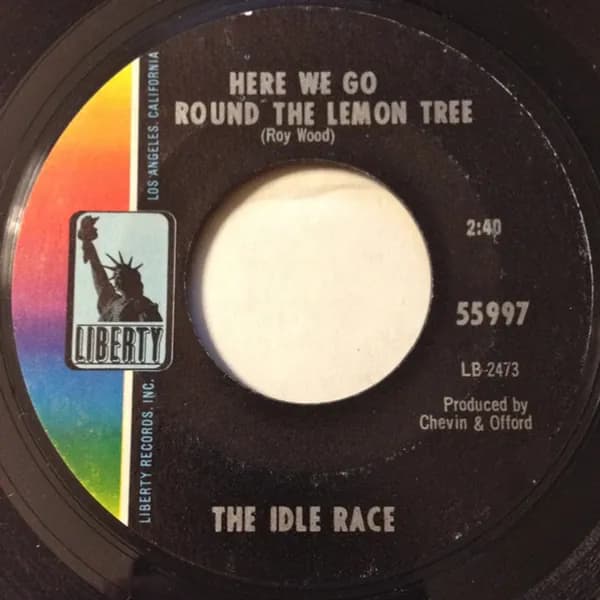 HERE WE GO
ROUND THE LEMON TREE
(Roy Wood)
LOS ANGELES, CALIFORNIA
2:40
LIBERTY
55997
LB-2473
Produced by
Chevin & Offord
LIBERTY RECORDS, INC.
THE IDLE RACE